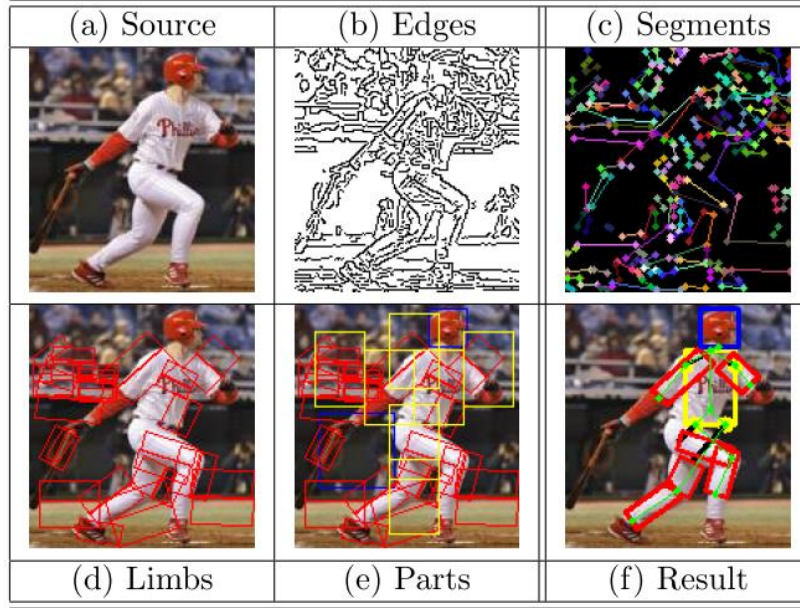 (a) Source (b) Edges (c) Segments
Phillies
(d) Limbs (e) Parts (f) Result